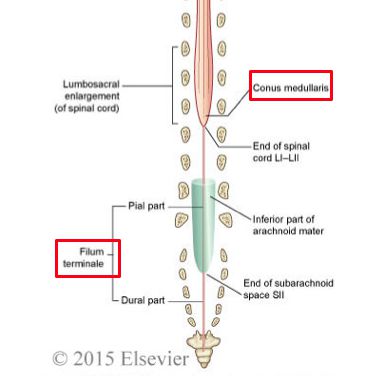 Lumbosacral
enlargement
(of spinal cord)
Conus medullaris
End of spinal
cord LI–LII
Pial part
Inferior part of
arachnoid mater
Filum
terminale
End of subarachnoid
space SII
Dural part
© 2015 Elsevier